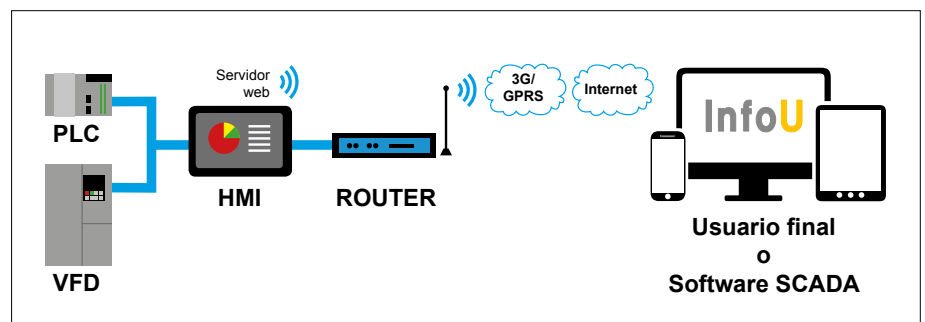 PLC
VFD
Servidor
web
HMI
ROUTER
3G/
GPRS
Internet
InfoU
Usuario final
o
Software SCADA